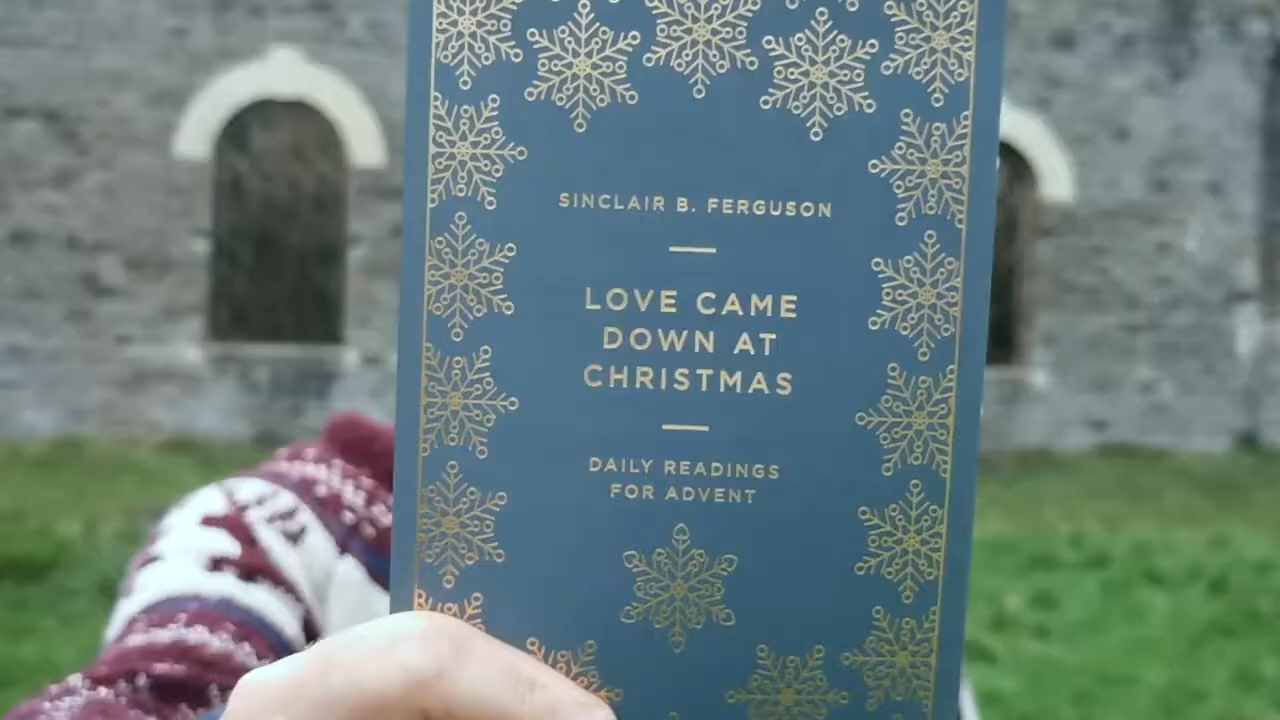 SINCLAIR B. FERGUSON
LOVE CAME
DOWN AT
CHRISTMAS
DAILY READINGS
FOR ADVENT